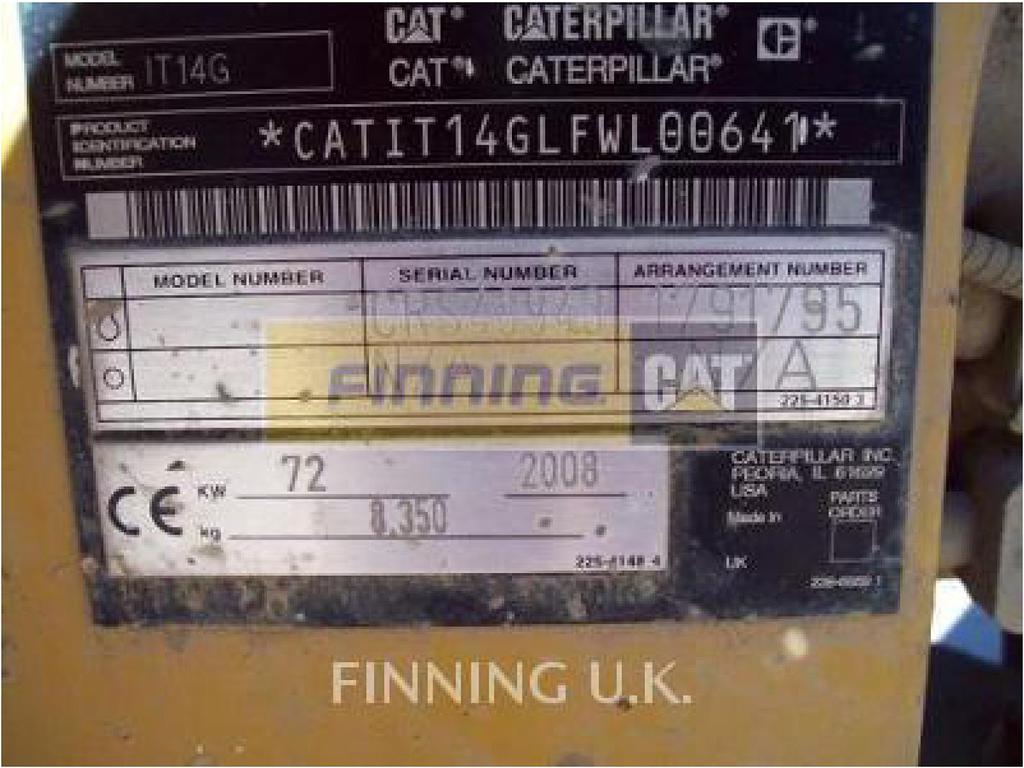 CAT® CATERPILLAR® C®
MODEL NUMBER IT14G
CAT® CATERPILLAR®
PRODUCT IDENTIFICATION NUMBER *CATIT14GLFWL00641*
MODEL NUMBER SERIAL NUMBER ARRANGEMENT NUMBER
1791795
FINNING CAT A
225-4150 3
CE KW 72 2008
kg 8,350
225-4148 4
CATERPILLAR INC.
PEORIA, IL 61629
USA
PARTS ORDER
Made in
UK
FINNING U.K.